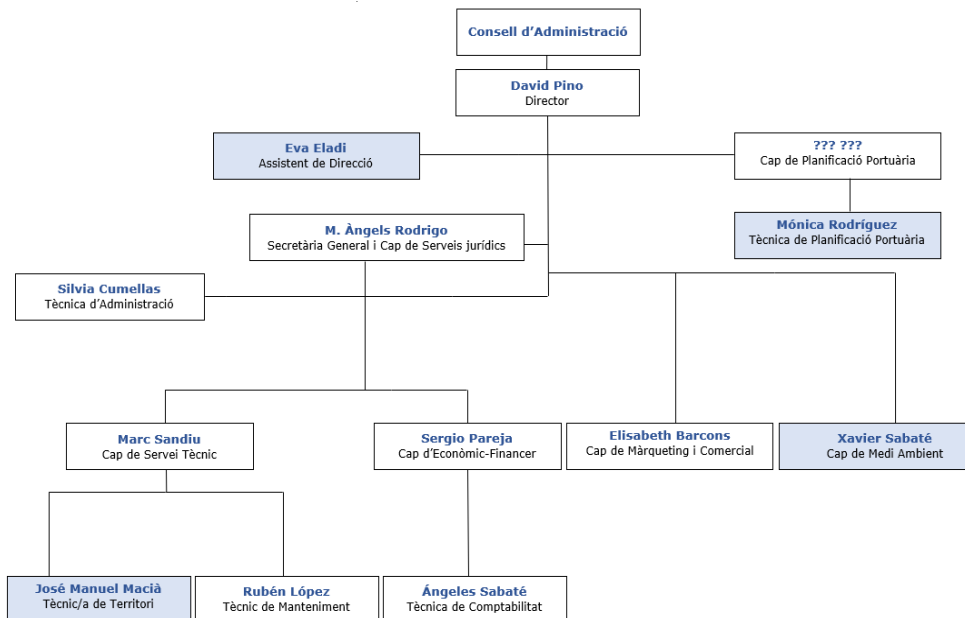 Consell d'Administració
David Pino
Director
Eva Eladi
Assistent de Direcció
??? ???
Cap de Planificació Portuària
Mónica Rodríguez
Tècnica de Planificació Portuària
M. Àngels Rodrigo
Secretària General i Cap de Serveis jurídics
Silvia Cumellas
Tècnica d'Administració
Marc Sandiu
Cap de Servei Tècnic
Sergio Pareja
Cap d'Econòmic-Financer
Elisabeth Barcons
Cap de Màrqueting i Comercial
Xavier Sabaté
Cap de Medi Ambient
José Manuel Macià
Tècnic/a de Territori
Rubén López
Tècnic de Manteniment
Ángeles Sabaté
Tècnica de Comptabilitat